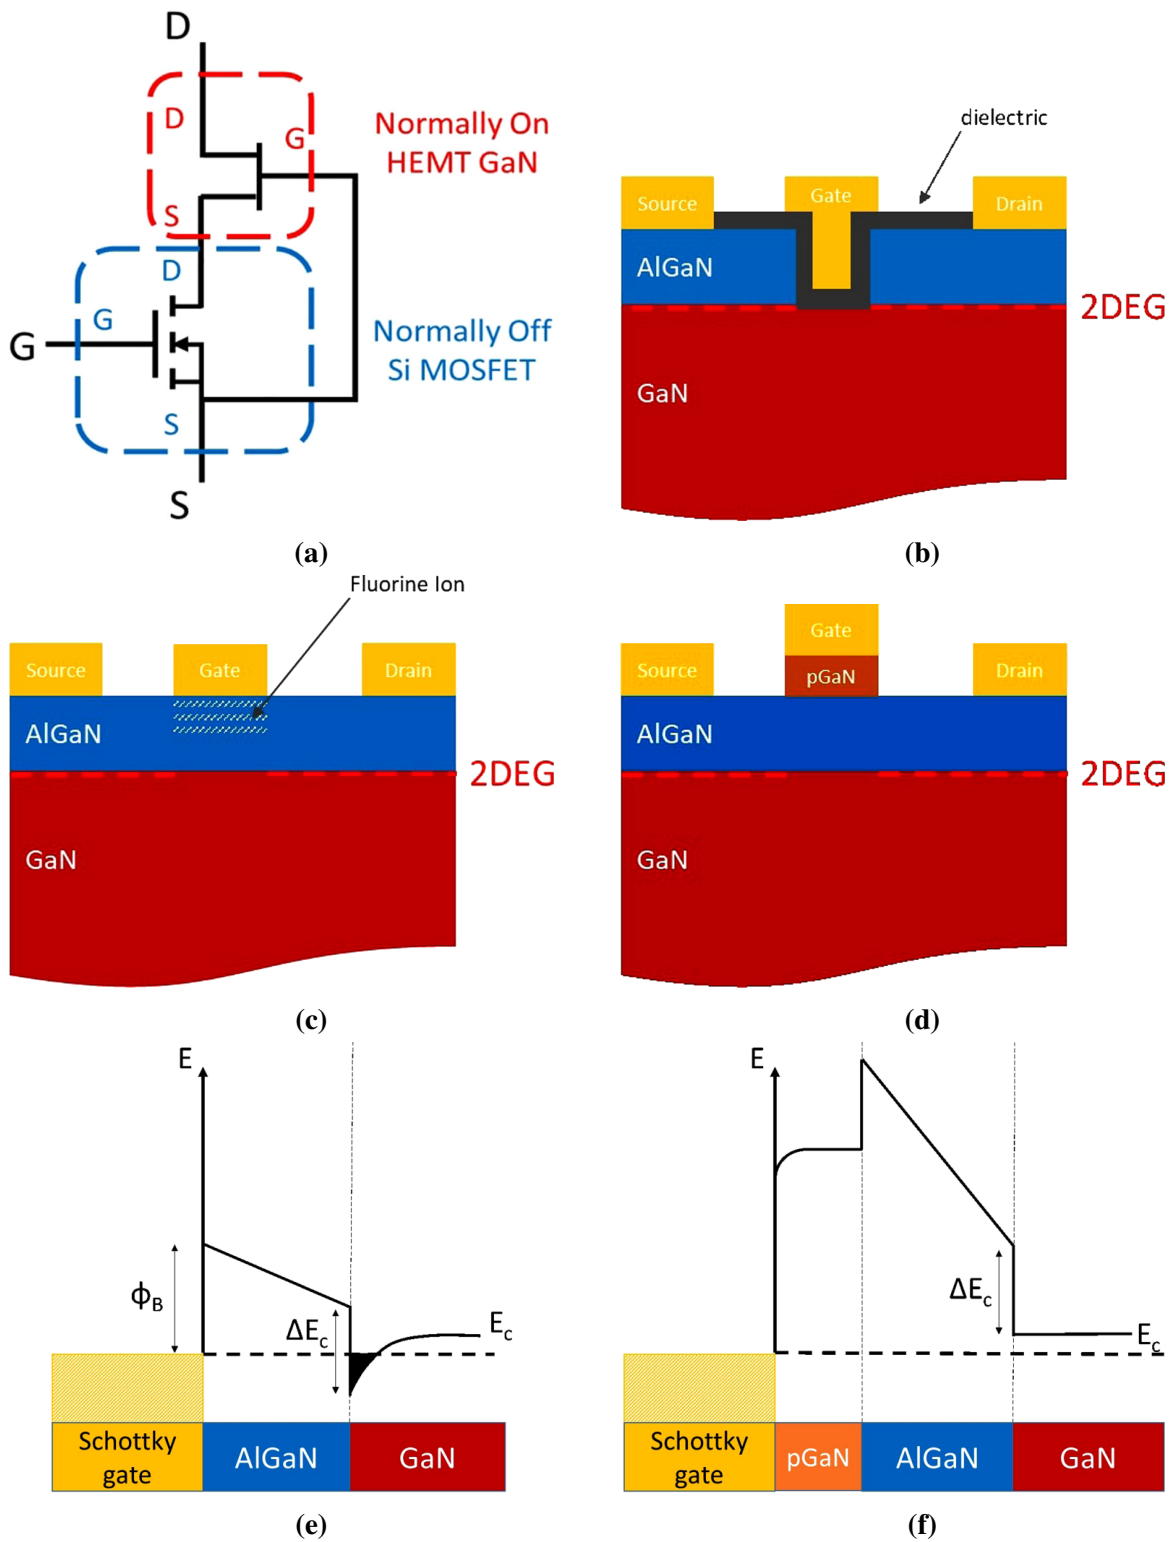 D
D
G
Normally On
HEMT GaN
S
D
G
G
Normally Off
Si MOSFET
S
S
(a)
dielectric
Source
Gate
Drain
AlGaN
2DEG
GaN
(b)
Fluorine Ion
Source
Gate
Drain
AlGaN
2DEG
GaN
(c)
Gate
Source
pGaN
Drain
AlGaN
2DEG
GaN
(d)
E
ϕB
ΔEc
Ec
Schottky
gate
AlGaN
GaN
(e)
E
ΔEc
Ec
Schottky
gate
pGaN
AlGaN
GaN
(f)